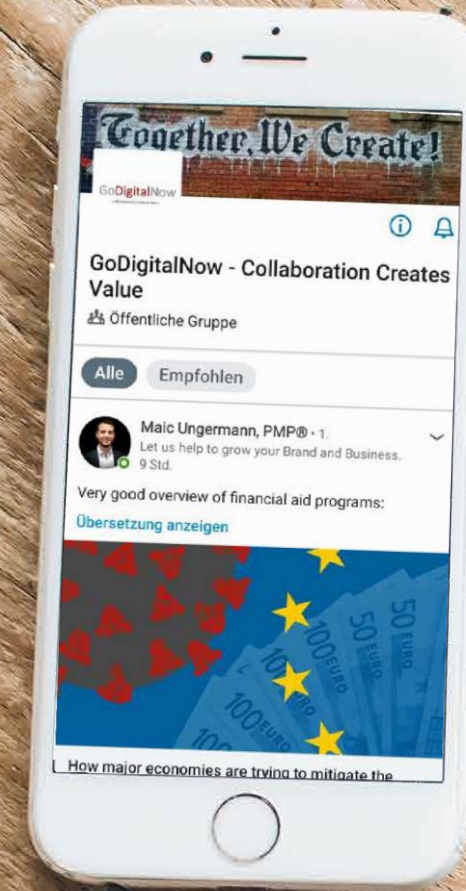 Together, We Create!
GoDigitalNow
GoDigitalNow - Collaboration Creates
Value
Öffentliche Gruppe
Alle
Empfohlen
Maic Ungermann, PMP® · 1.
Let us help to grow your Brand and Business.
9 Std.
Very good overview of financial aid programs:
Übersetzung anzeigen
50 EURO
50 EURO
100 EURO
100 EURO
100
How major economies are trying to mitigate the